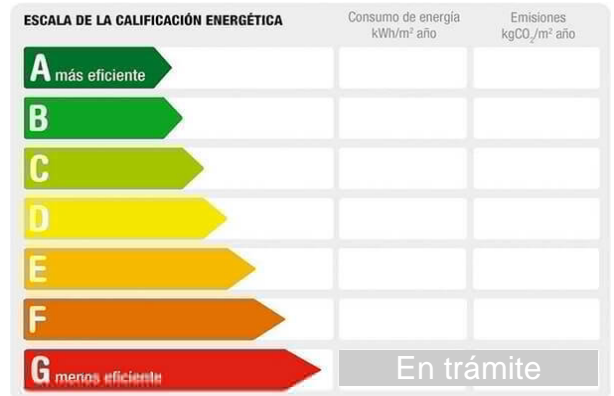 ESCALA DE LA CALIFICACIÓN ENERGÉTICA
Consumo de energía
kWh/m² año
Emisiones
kgCO₂/m² año
A más eficiente
B
C
D
E
F
G menos eficiente
En trámite